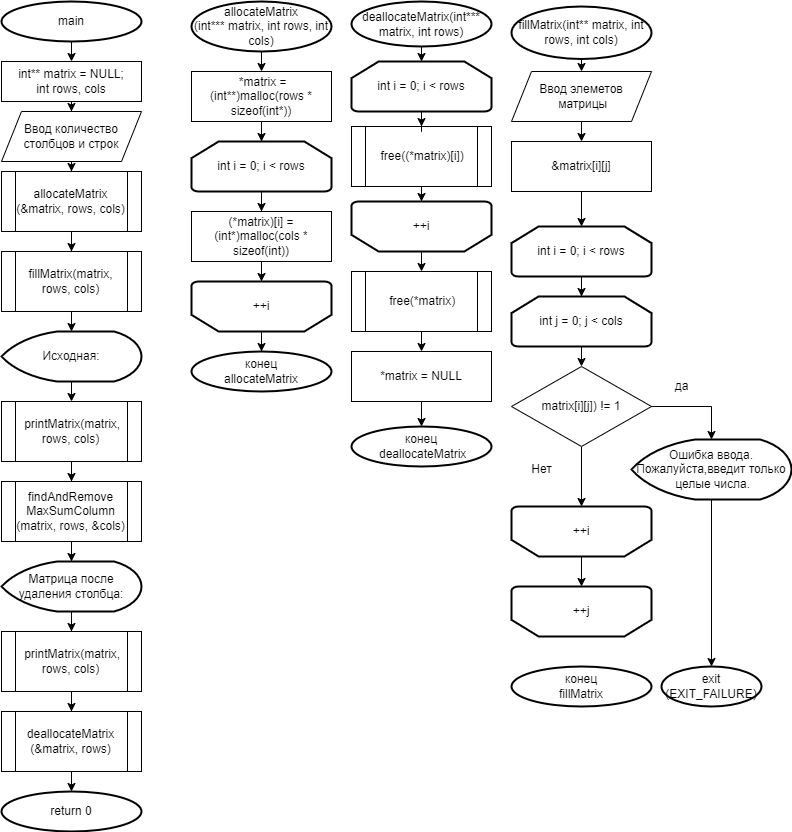 main
int** matrix = NULL;
int rows, cols
Ввод количество
столбцов и строк
allocateMatrix
(&matrix, rows, cols)
fillMatrix(matrix,
rows, cols)
Исходная:
printMatrix(matrix,
rows, cols)
findAndRemove
MaxSumColumn
(matrix, rows, &cols)
Матрица после
удаления столбца:
printMatrix(matrix,
rows, cols)
deallocateMatrix
(&matrix, rows)
return 0
allocateMatrix
(int*** matrix, int rows, int
cols)
*matrix =
(int**)malloc(rows *
sizeof(int*))
int i = 0; i < rows
(*matrix)[i] =
(int*)malloc(cols *
sizeof(int))
++i
конец
allocateMatrix
deallocateMatrix(int***
matrix, int rows)
int i = 0; i < rows
free((*matrix)[i])
++i
free(*matrix)
*matrix = NULL
конец
deallocateMatrix
fillMatrix(int** matrix, int
rows, int cols)
Ввод элеметов
матрицы
&matrix[i][j]
int i = 0; i < rows
int j = 0; j < cols
matrix[i][j]) != 1
да
Нет
Ошибка ввода.
Пожалуйста,введит только
целые числа.
++i
++j
конец
fillMatrix
exit
(EXIT_FAILURE)